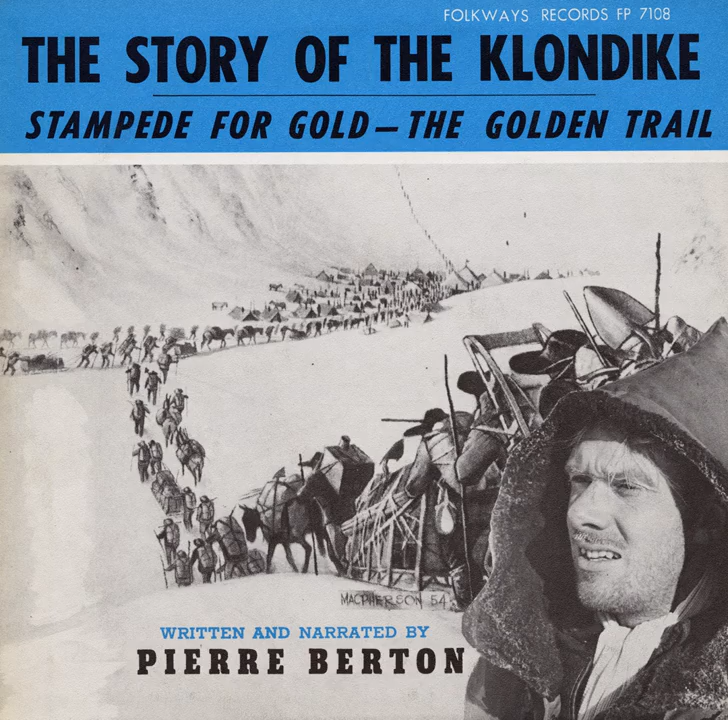 FOLKWAYS RECORDS FP 7108
THE STORY OF THE KLONDIKE
STAMPEDE FOR GOLD—THE GOLDEN TRAIL
MACPHERSON 54
WRITTEN AND NARRATED BY
PIERRE BERTON